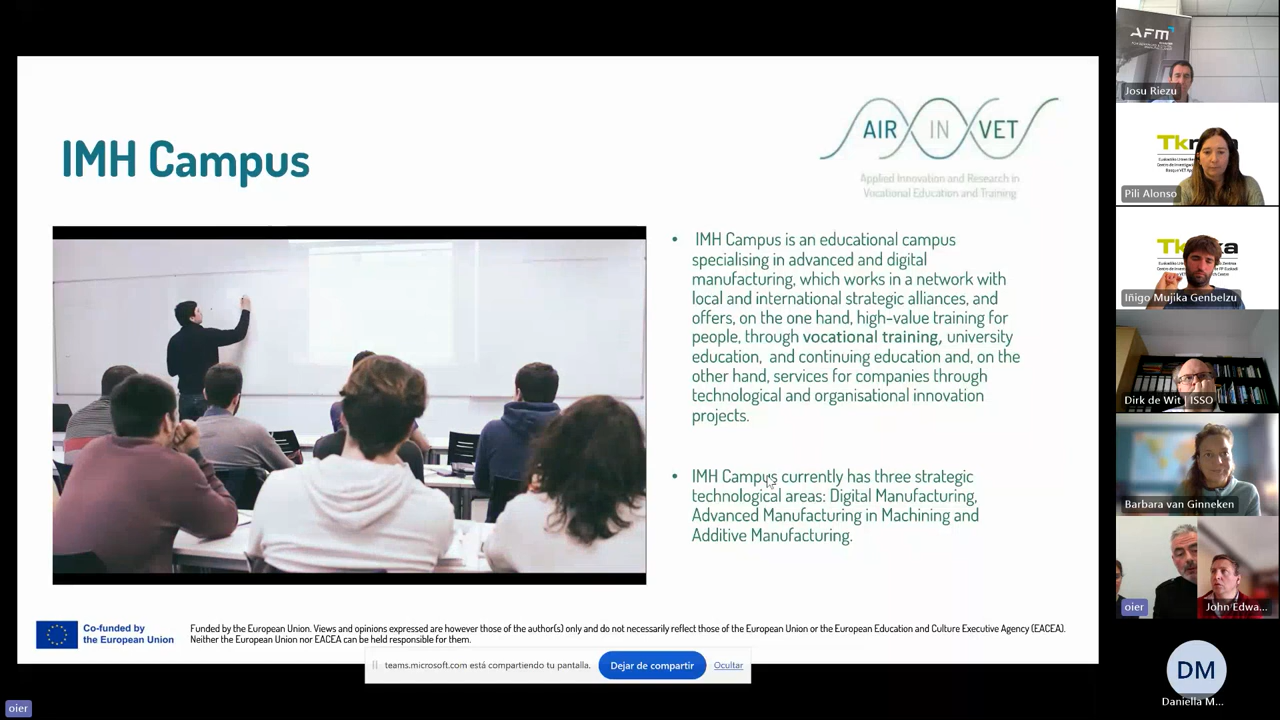 IMH Campus
AIR IN VET
Applied Innovation and Research in
Vocational Education and Training
• IMH Campus is an educational campus
specialising in advanced and digital
manufacturing, which works in a network with
local and international strategic alliances, and
offers, on the one hand, high-value training for
people, through vocational training, university
education, and continuing education and, on the
other hand, services for companies through
technological and organisational innovation
projects.
• IMH Campus currently has three strategic
technological areas: Digital Manufacturing,
Advanced Manufacturing in Machining and
Additive Manufacturing.
Co-funded by
the European Union
Funded by the European Union. Views and opinions expressed are however those of the author(s) only and do not necessarily reflect those of the European Union or the European Education and Culture Executive Agency (EACEA).
Neither the European Union nor EACEA can be held responsible for them.
teams.microsoft.com está compartiendo tu pantalla.
Dejar de compartir
Ocultar
oier
AFM
Josu Riezu
Pili Alonso
Iñigo Mujika Genbelzu
Dirk de Wit | ISSO
Barbara van Ginneken
oier
John Edwa...
DM
Daniella M...